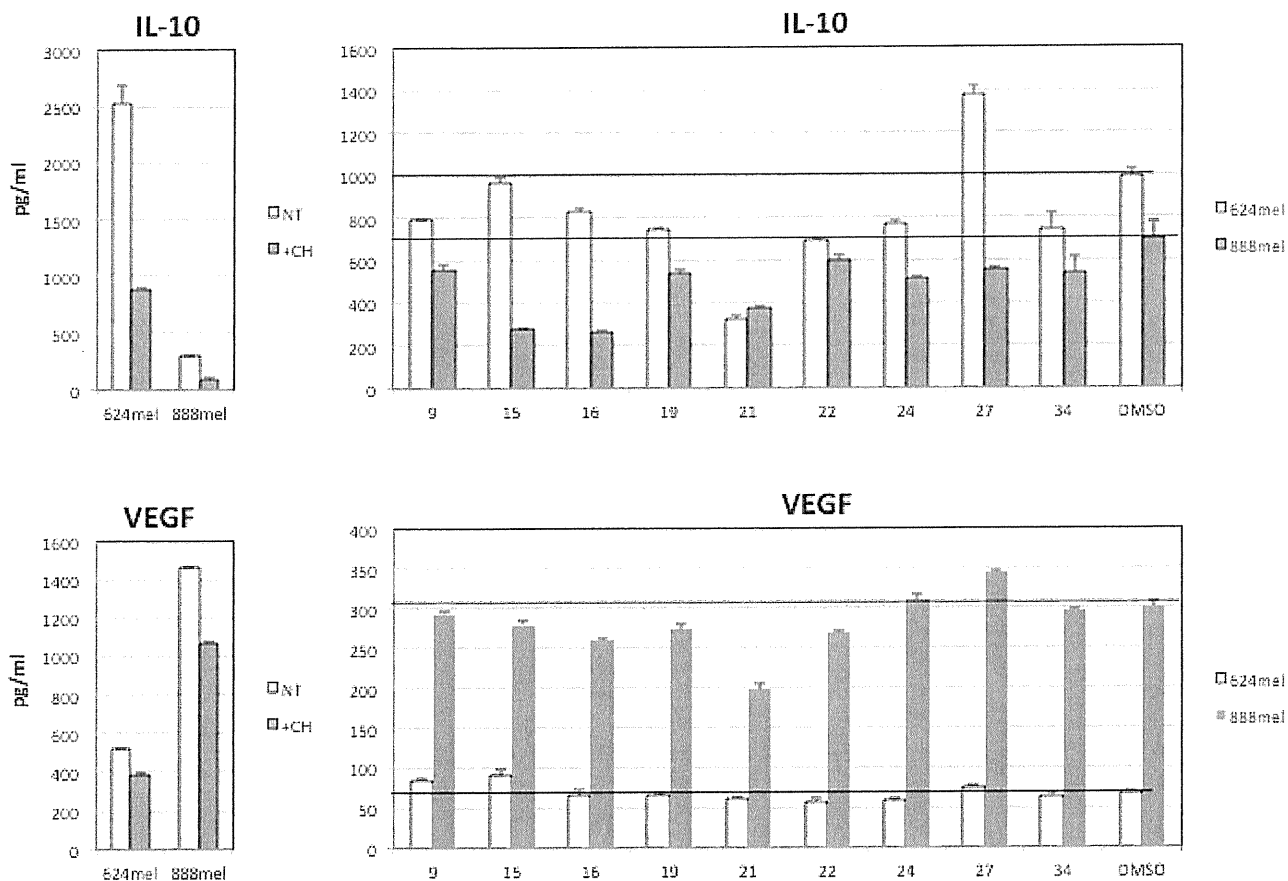 IL-10
3000
2500
2000
1500
1000
500
0
pg/ml
624mel 888mel
NT
+CH
IL-10
1600
1400
1200
1000
800
600
400
200
0
9 15 16 19 21 22 24 27 34 DMSO
624mel
888mel
VEGF
1600
1400
1200
1000
800
600
400
200
0
pg/ml
624mel 888mel
NT
+CH
VEGF
400
350
300
250
200
150
100
50
0
9 15 16 19 21 22 24 27 34 DMSO
624mel
888mel